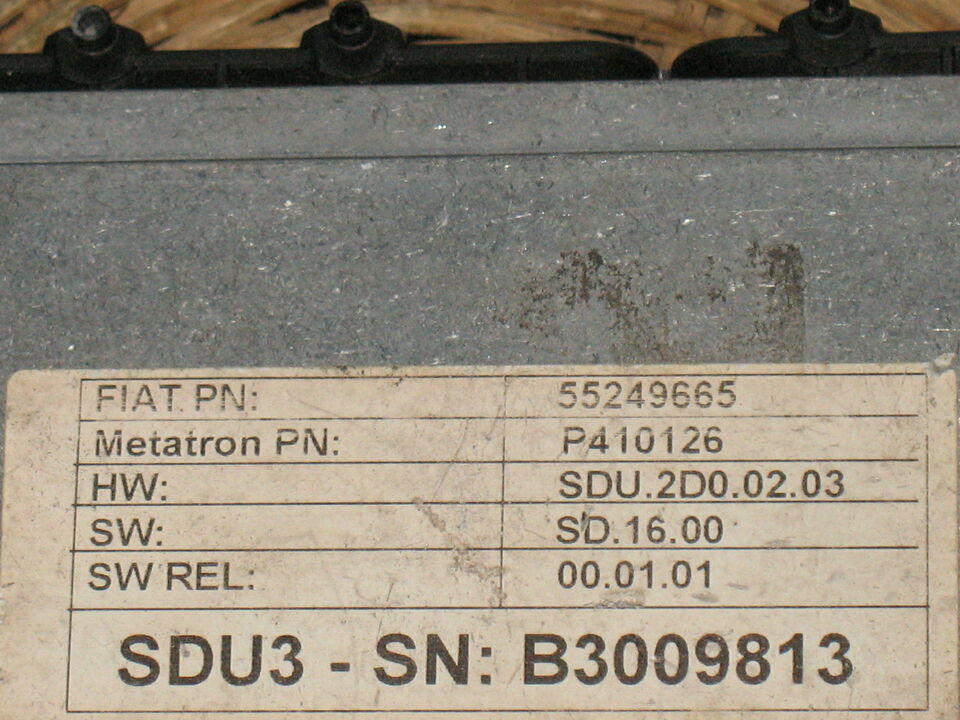 FIAT PN: 55249665
Metatron PN: P410126
HW: SDU.2D0.02.03
SW: SD.16.00
SW REL: 00.01.01
SDU3 - SN: B3009813